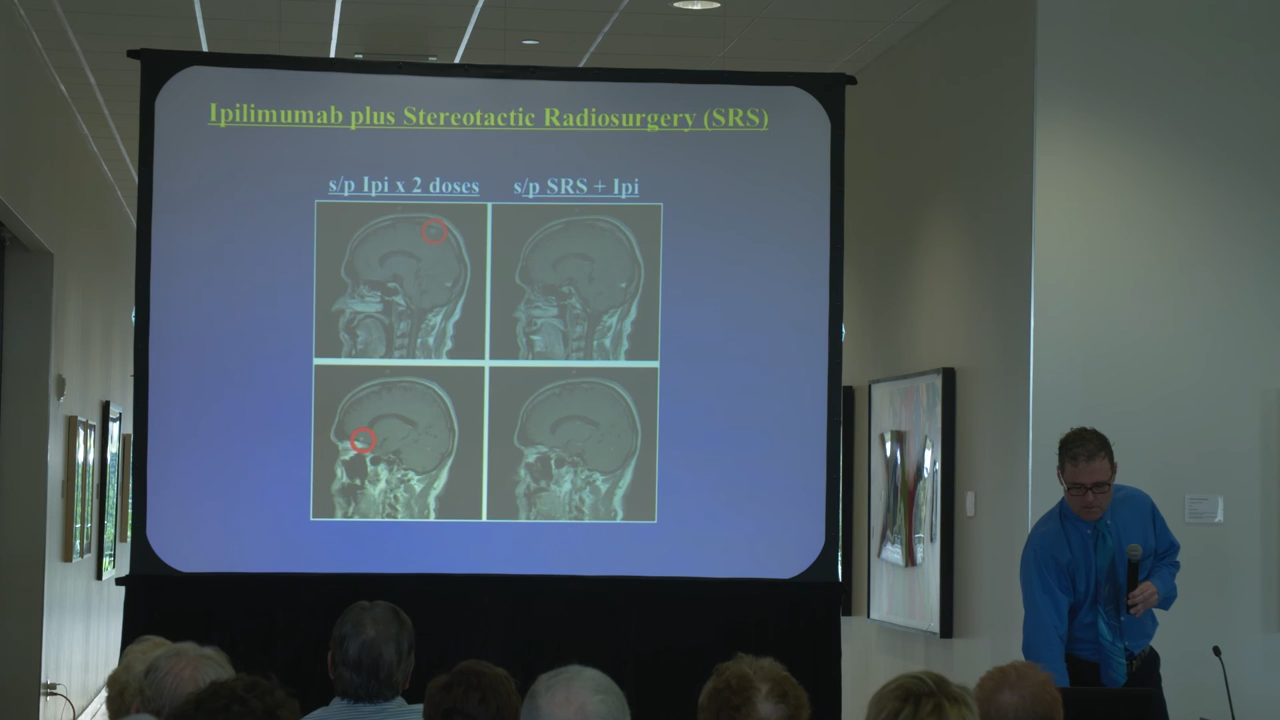 Ipilimumab plus Stereotactic Radiosurgery (SRS)
s/p Ipi x 2 doses
s/p SRS + Ipi